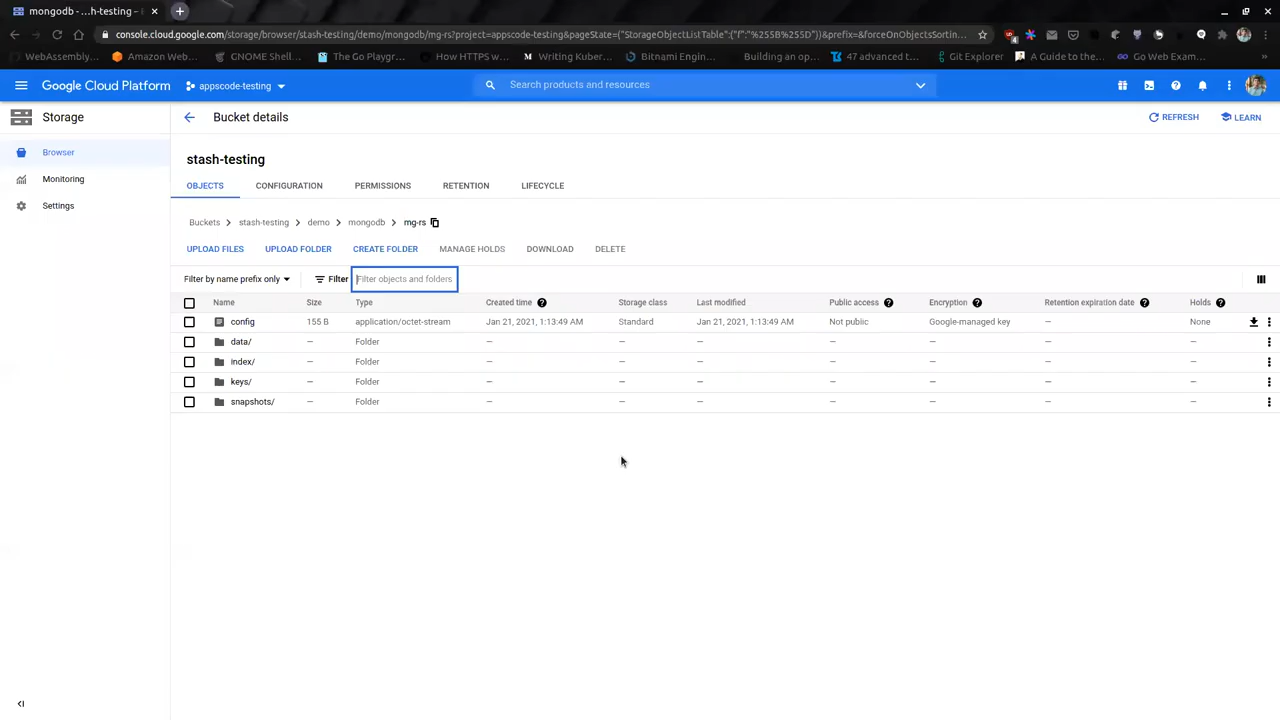 mongodb - ...h-testing –
console.cloud.google.com/storage/browser/stash-testing/demo/mongodb/mg-rs?project=appscode-testing&pageState=("StorageObjectListTable":("f":"%255B%255D"))&prefix=&forceOnObjectsSortin...
WebAssembly... Amazon Web... GNOME Shell... The Go Playgr... How HTTPS w... Writing Kuber... Bitnami Engin... Building an op... 47 advanced t... Git Explorer A Guide to the... Go Web Exam... »
Google Cloud Platform appscode-testing Search products and resources
Storage Bucket details REFRESH LEARN
Browser
Monitoring
Settings
stash-testing
OBJECTS CONFIGURATION PERMISSIONS RETENTION LIFECYCLE
Buckets > stash-testing > demo > mongodb > mg-rs
UPLOAD FILES UPLOAD FOLDER CREATE FOLDER MANAGE HOLDS DOWNLOAD DELETE
Filter by name prefix only Filter Filter objects and folders
Name Size Type Created time Storage class Last modified Public access Encryption Retention expiration date Holds
config 155 B application/octet-stream Jan 21, 2021, 1:13:49 AM Standard Jan 21, 2021, 1:13:49 AM Not public Google-managed key — None
data/ — Folder — — — — — — —
index/ — Folder — — — — — — —
keys/ — Folder — — — — — — —
snapshots/ — Folder — — — — — — —